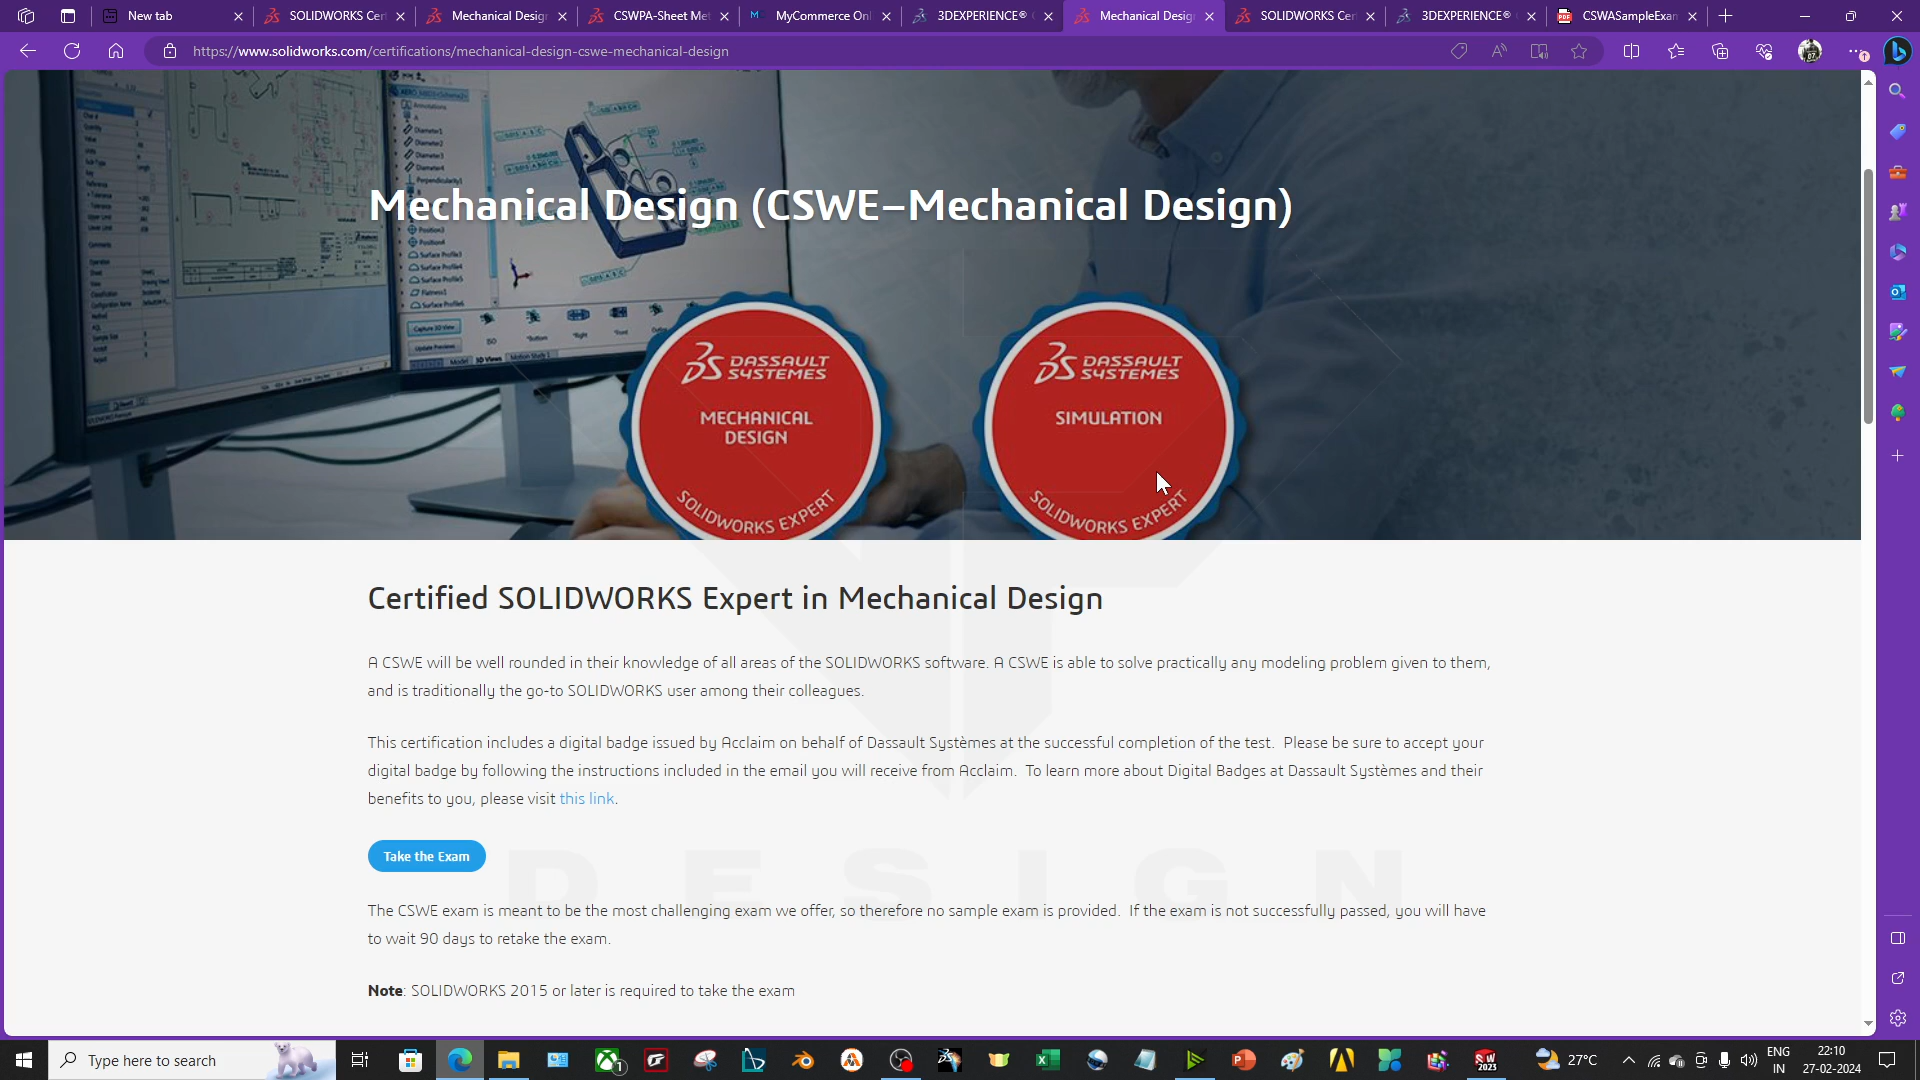 New tab
SOLIDWORKS Cer
Mechanical Design
CSWPA-Sheet Met
MyCommerce Onl
3DEXPERIENCE®
Mechanical Design
SOLIDWORKS Cer
3DEXPERIENCE®
CSWASampleExam
https://www.solidworks.com/certifications/mechanical-design-cswe-mechanical-design
Mechanical Design (CSWE–Mechanical Design)
DASSAULT SYSTEMES
MECHANICAL DESIGN
SOLIDWORKS EXPERT
DASSAULT SYSTEMES
SIMULATION
SOLIDWORKS EXPERT
Certified SOLIDWORKS Expert in Mechanical Design
A CSWE will be well rounded in their knowledge of all areas of the SOLIDWORKS software. A CSWE is able to solve practically any modeling problem given to them,
and is traditionally the go-to SOLIDWORKS user among their colleagues.
This certification includes a digital badge issued by Acclaim on behalf of Dassault Systèmes at the successful completion of the test. Please be sure to accept your
digital badge by following the instructions included in the email you will receive from Acclaim. To learn more about Digital Badges at Dassault Systèmes and their
benefits to you, please visit this link.
Take the Exam
DESIGN
The CSWE exam is meant to be the most challenging exam we offer, so therefore no sample exam is provided. If the exam is not successfully passed, you will have
to wait 90 days to retake the exam.
Note: SOLIDWORKS 2015 or later is required to take the exam
Type here to search
27°C
ENG
IN
22:10
27-02-2024